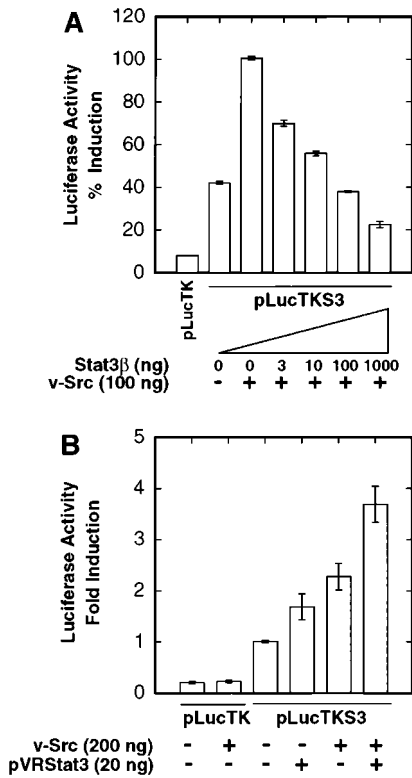 A
Luciferase Activity
% Induction
120
100
80
60
40
20
0
pLucTK
pLucTKS3
Stat3β (ng) 0 0 3 10 100 1000
v-Src (100 ng) - + + + + +
B
Luciferase Activity
Fold Induction
5
4
3
2
1
0
pLucTK pLucTKS3
v-Src (200 ng) - + - - + +
pVRStat3 (20 ng) - - - + - +